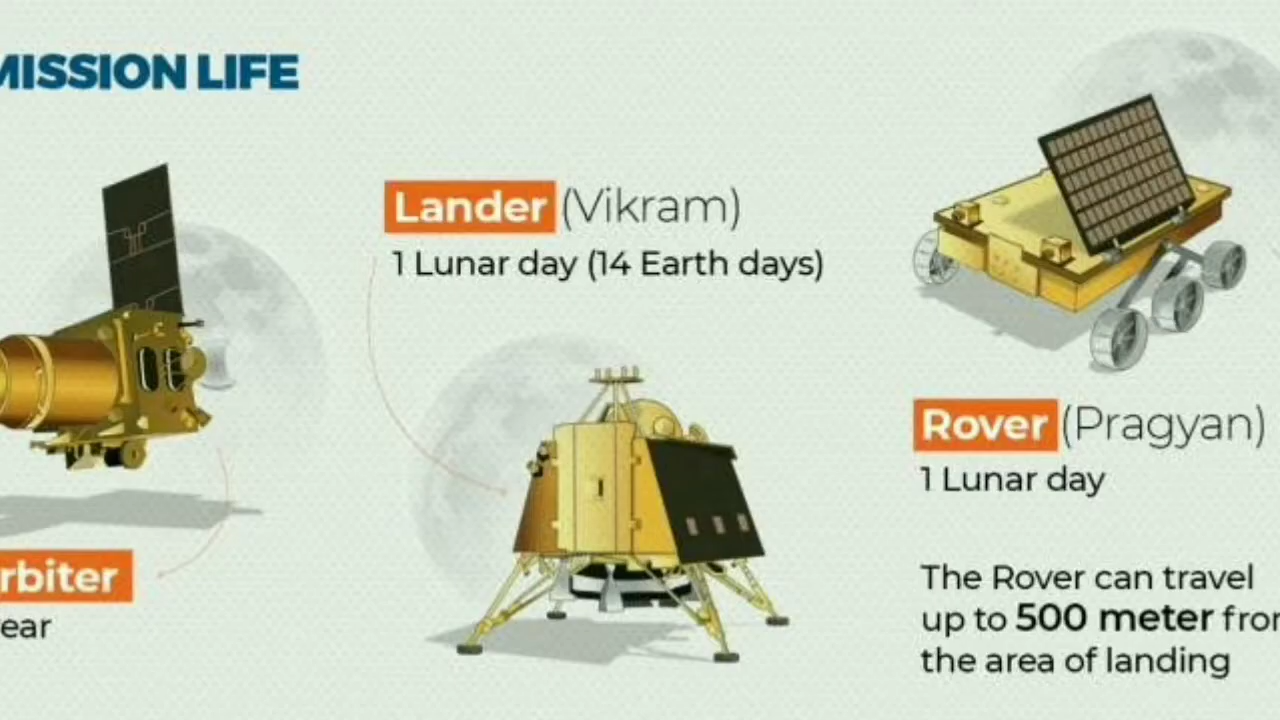 MISSION LIFE
Lander (Vikram)
1 Lunar day (14 Earth days)
rbiter
ear
Rover (Pragyan)
1 Lunar day
The Rover can travel
up to 500 meter fro
the area of landing